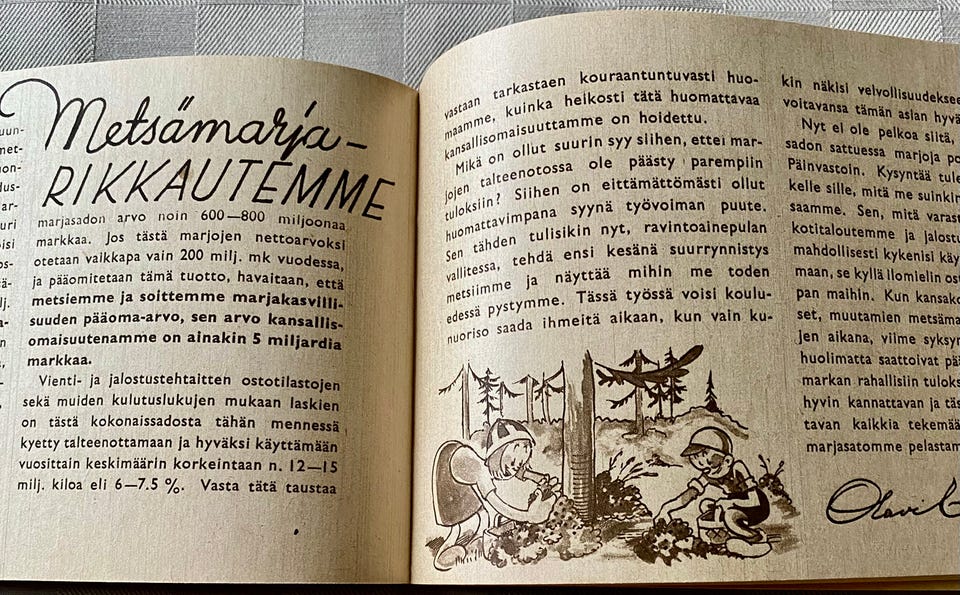 Metsämarja-
RIKKAUTEMME
marjasadon arvo noin 600—800 miljoonaa
markkaa. Jos tästä marjojen nettoarvoksi
otetaan vaikkapa vain 200 milj. mk vuodessa,
ja pääomitetaan tämä tuotto, havaitaan, että
metsiemme ja soittemme marjakasvilli-
suuden pääoma-arvo, sen arvo kansallis-
omaisuutenamme on ainakin 5 miljardia
markkaa.
Vienti- ja jalostustehtaitten ostotilastojen
sekä muiden kulutuslukujen mukaan laskien
on tästä kokonaissadosta tähän mennessä
kyetty talteenottamaan ja hyväksi käyttämään
vuosittain keskimäärin korkeintaan n. 12—15
milj. kiloa eli 6—7.5 %. Vasta tätä taustaa
vastaan tarkastaen kouraantuntuvasti huo-
maamme, kuinka heikosti tätä huomattavaa
kansallisomaisuuttamme on hoidettu.
Mikä on ollut suurin syy siihen, ettei mar-
jojen talteenotossa ole päästy parempiin
tuloksiin? Siihen on eittämättömästi ollut
huomattavimpana syynä työvoiman puute.
Sen tähden tulisikin nyt, ravintoainepulan
vallitessa, tehdä ensi kesänä suurrynnistys
metsiimme ja näyttää mihin me toden
edessä pystymme. Tässä työssä voisi koulu-
nuoriso saada ihmeitä aikaan, kun vain ku-
kin näkisi velvollisuudeksee
voitavansa tämän asian hyvä
Nyt ei ole pelkoa siitä,
sadon sattuessa marjoja po
Päinvastoin. Kysyntää tule
kelle sille, mitä me suinkin
saamme. Sen, mitä varast
kotitaloutemme ja jalostu
mahdollisesti kykenisi käy
maan, se kyllä ilomielin ost
pan maihin. Kun kansako
set, muutamien metsäma
jen aikana, viime syksyn
huolimatta saattoivat pä
markan rahallisiin tuloks
hyvin kannattavan ja täs
tavan kaikkia tekemää
marjasatomme pelastam
Olavi